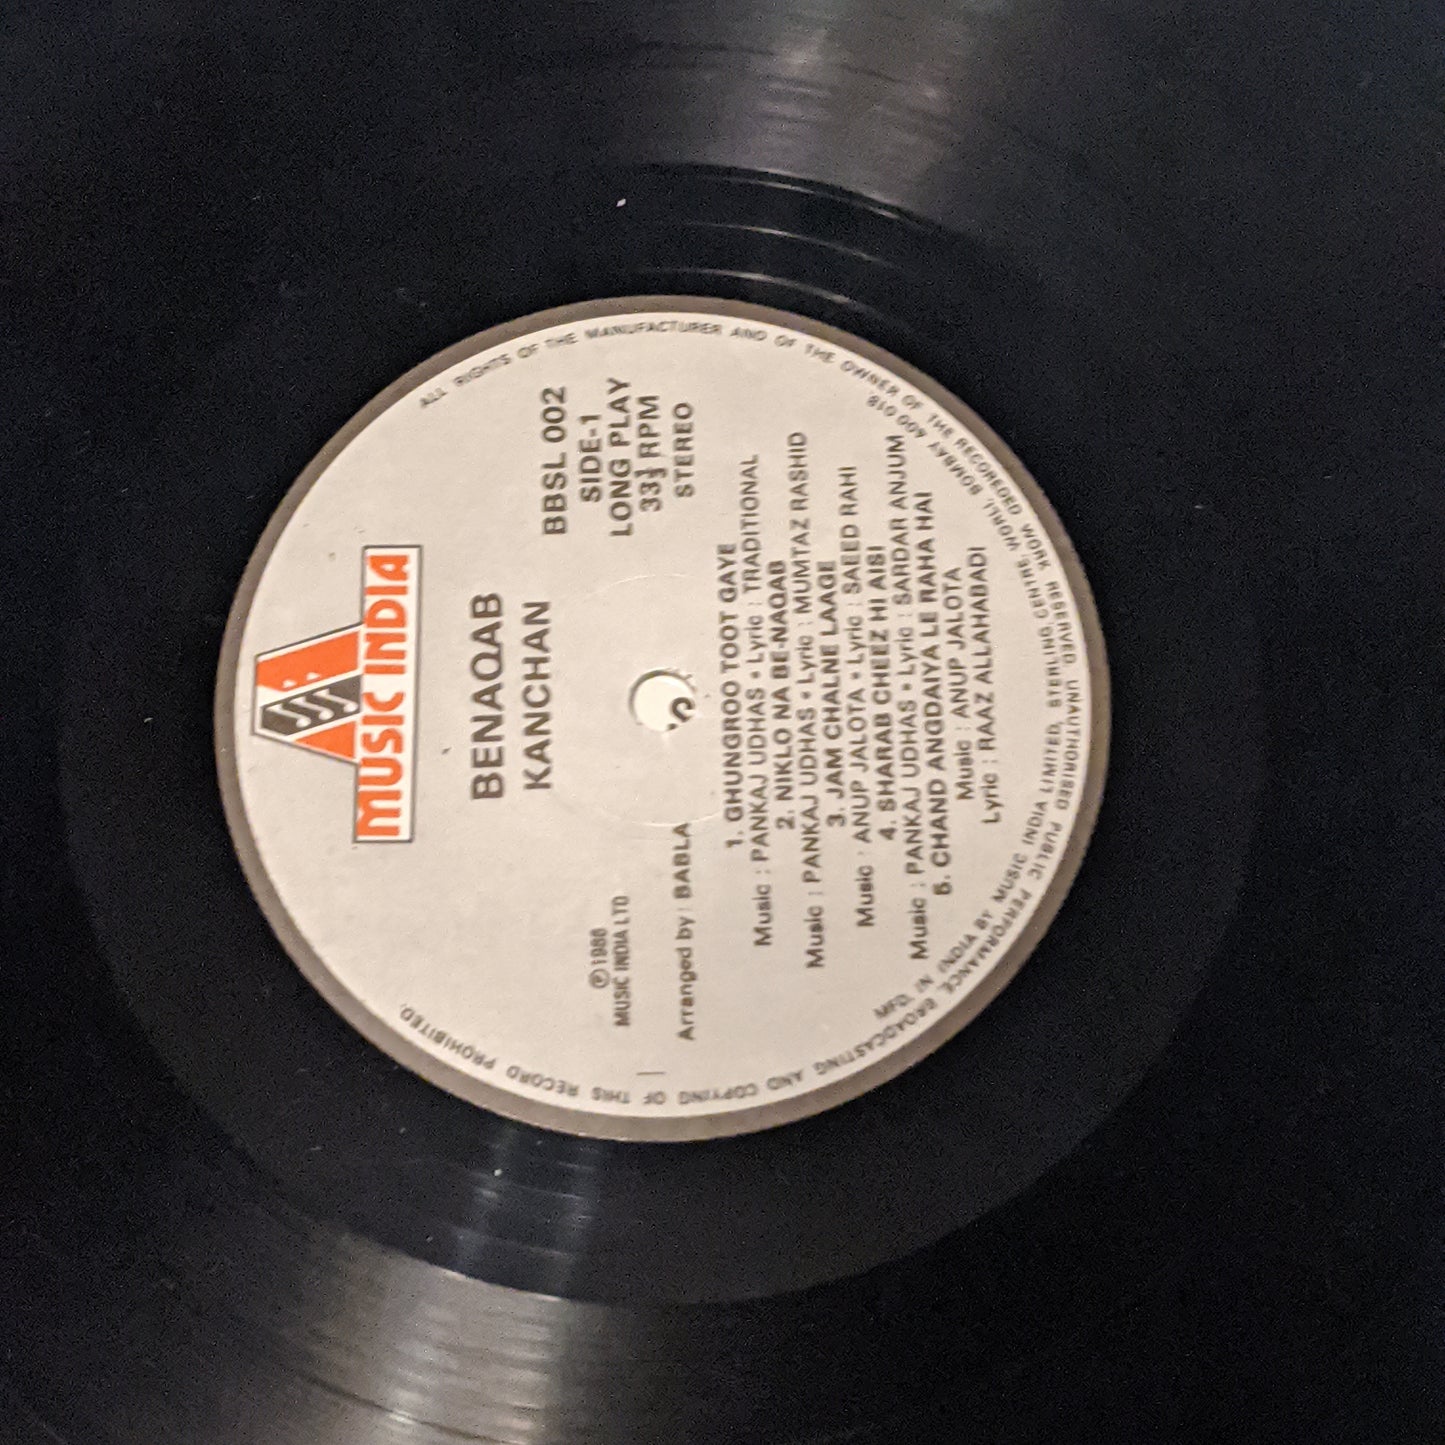 MUSIC INDIA
BENAQAB
KANCHAN
BBSL 002
SIDE-1
LONG PLAY
33⅓ RPM
STEREO
℗1986
MUSIC INDIA LTD
Arranged by: BABLA
1. GHUNGROO TOOT GAYE
Music : PANKAJ UDHAS • Lyric : TRADITIONAL
2. NIKLO NA BE-NAQAB
Music : PANKAJ UDHAS • Lyric : MUMTAZ RASHID
3. JAM CHALNE LAAGE
Music : ANUP JALOTA • Lyric : SAEED RAHI
4. SHARAB CHEEZ HI AISI
Music : PANKAJ UDHAS • Lyric : SARDAR ANJUM
5. CHAND ANGDAIYA LE RAHA HAI
Music : ANUP JALOTA
Lyric : RAAZ ALLAHABADI
MFD. IN INDIA BY MUSIC INDIA LIMITED, STERLING CENTRE, WORLI, BOMBAY 400 018
ALL RIGHTS OF THE MANUFACTURER AND OF THE OWNER OF THE RECOREDED WORK RESERVED. UNAUTHORISED PUBLIC PERFORMANCE, BROADCASTING AND COPYING OF THIS RECORD PROHIBITED.